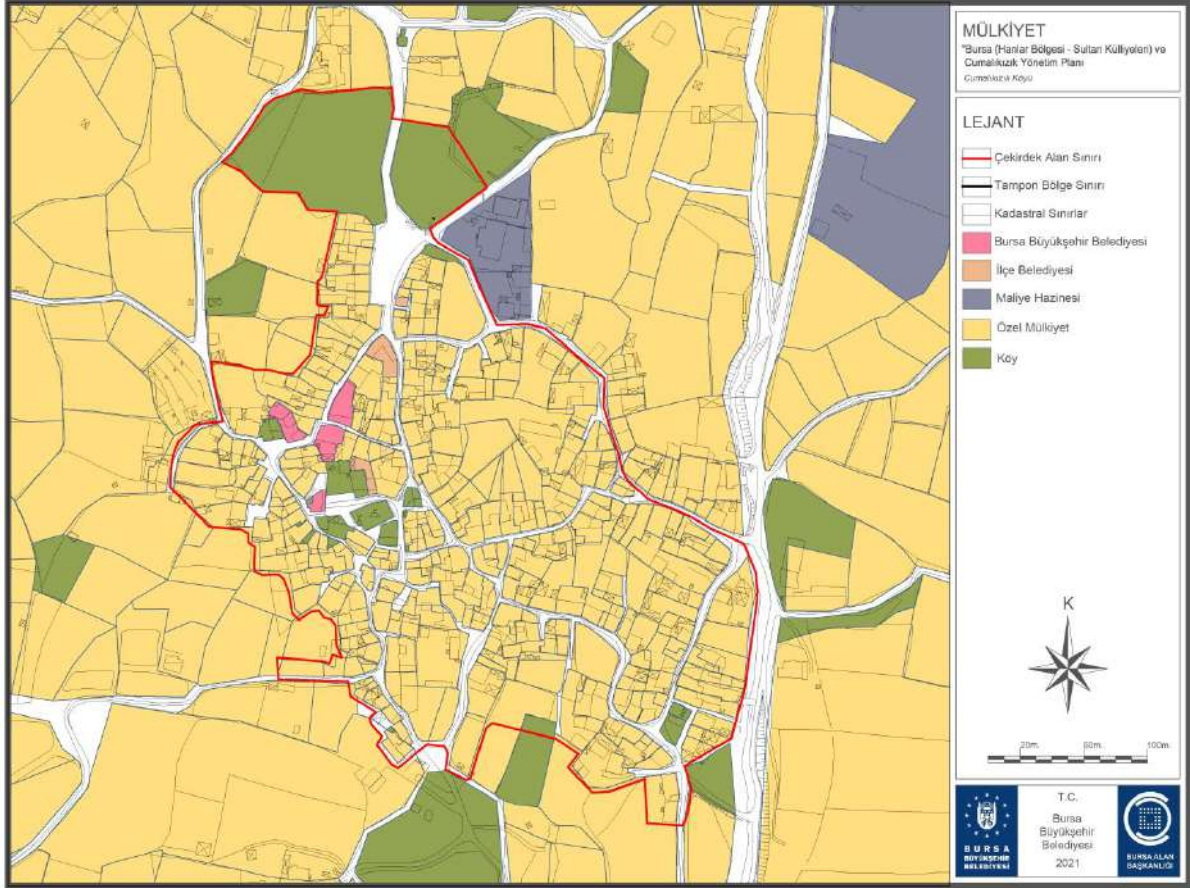 MÜLKİYET
"Bursa (Hanlar Bölgesi - Sultan Külliyeleri) ve
Cumalıkızık Yönetim Planı
Cumalıkızık Köyü
LEJANT
Çekirdek Alan Sınırı
Tampon Bölge Sınırı
Kadastral Sınırlar
Bursa Büyükşehir Belediyesi
İlçe Belediyesi
Maliye Hazinesi
Özel Mülkiyet
Köy
K
20m. 60m. 100m.
BURSA
BÜYÜKŞEHİR
BELEDİYESİ
T.C.
Bursa
Büyükşehir
Belediyesi
2021
BURSA ALAN
BAŞKANLIĞI